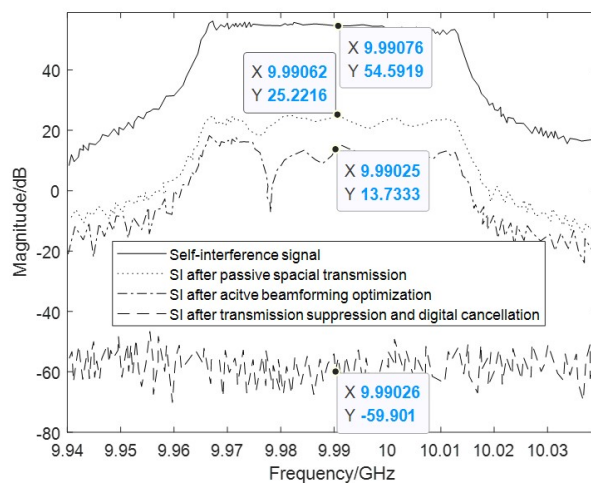 40
20
0
-20
-40
-60
-80
Magnitude/dB
X 9.99076
Y 54.5919
X 9.99062
Y 25.2216
X 9.99025
Y 13.7333
Self-interference signal
SI after passive spacial transmission
SI after acitve beamforming optimization
SI after transmission suppression and digital cancellation
X 9.99026
Y -59.901
9.94 9.95 9.96 9.97 9.98 9.99 10 10.01 10.02 10.03
Frequency/GHz